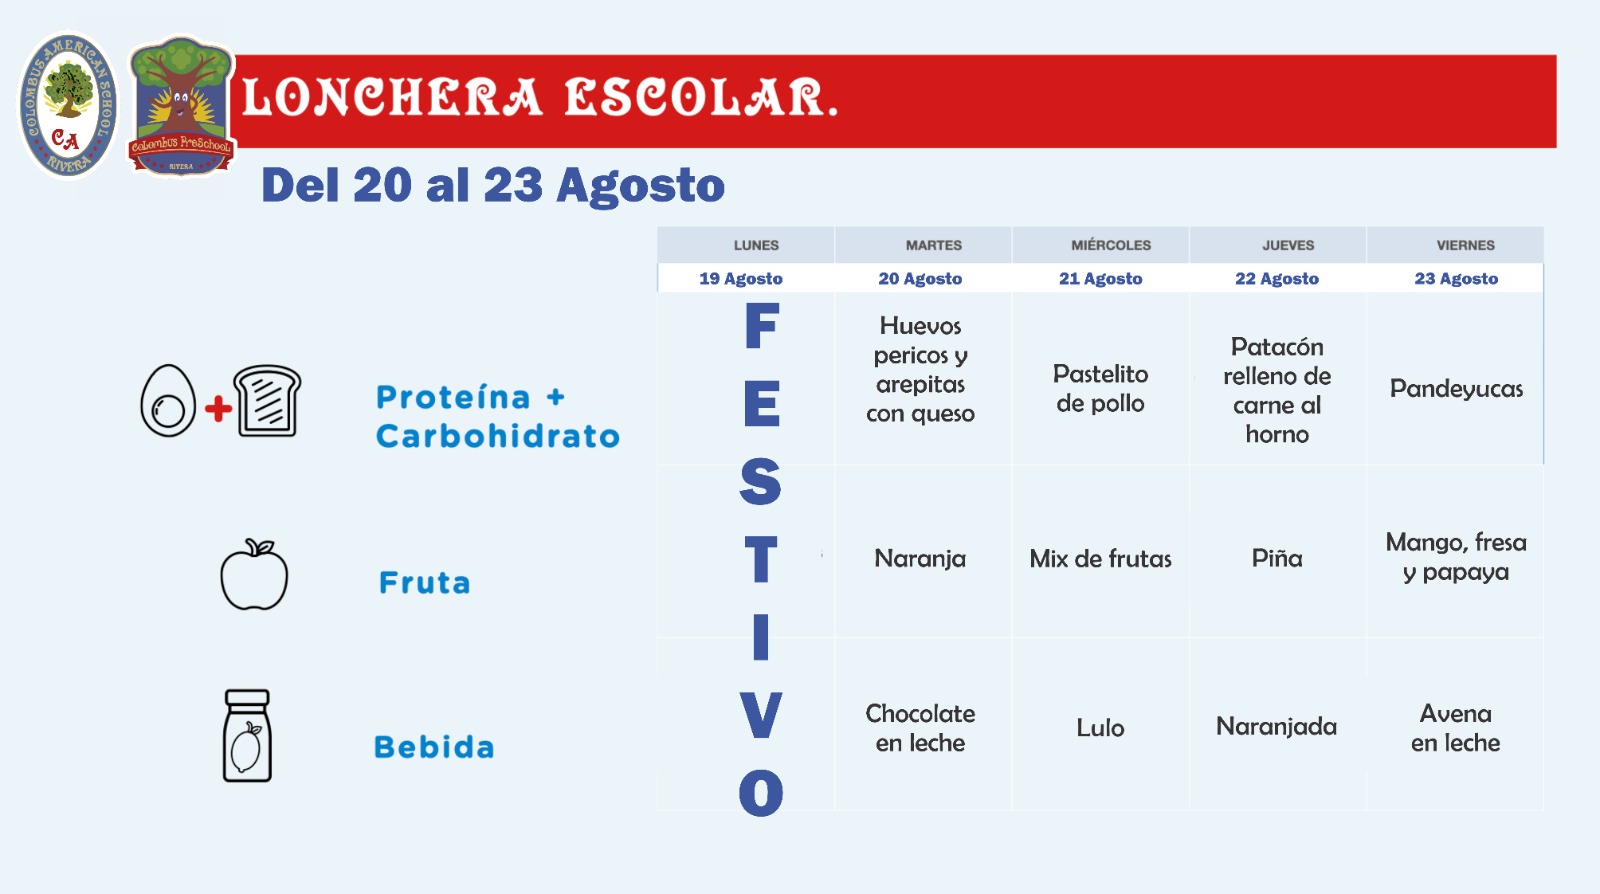 COLOMBUS AMERICAN SCHOOL
CA
RIVERA
Colombus PreSchool
RIVERA
LONCHERA ESCOLAR.
Del 20 al 23 Agosto
LUNES MARTES MIÉRCOLES JUEVES VIERNES
19 Agosto 20 Agosto 21 Agosto 22 Agosto 23 Agosto
FESTIVO
Proteína +
Carbohidrato
Huevos
pericos y
arepitas
con queso
Pastelito
de pollo
Patacón
relleno de
carne al
horno
Pandeyucas
Fruta
Naranja
Mix de frutas
Piña
Mango, fresa
y papaya
Bebida
Chocolate
en leche
Lulo
Naranjada
Avena
en leche